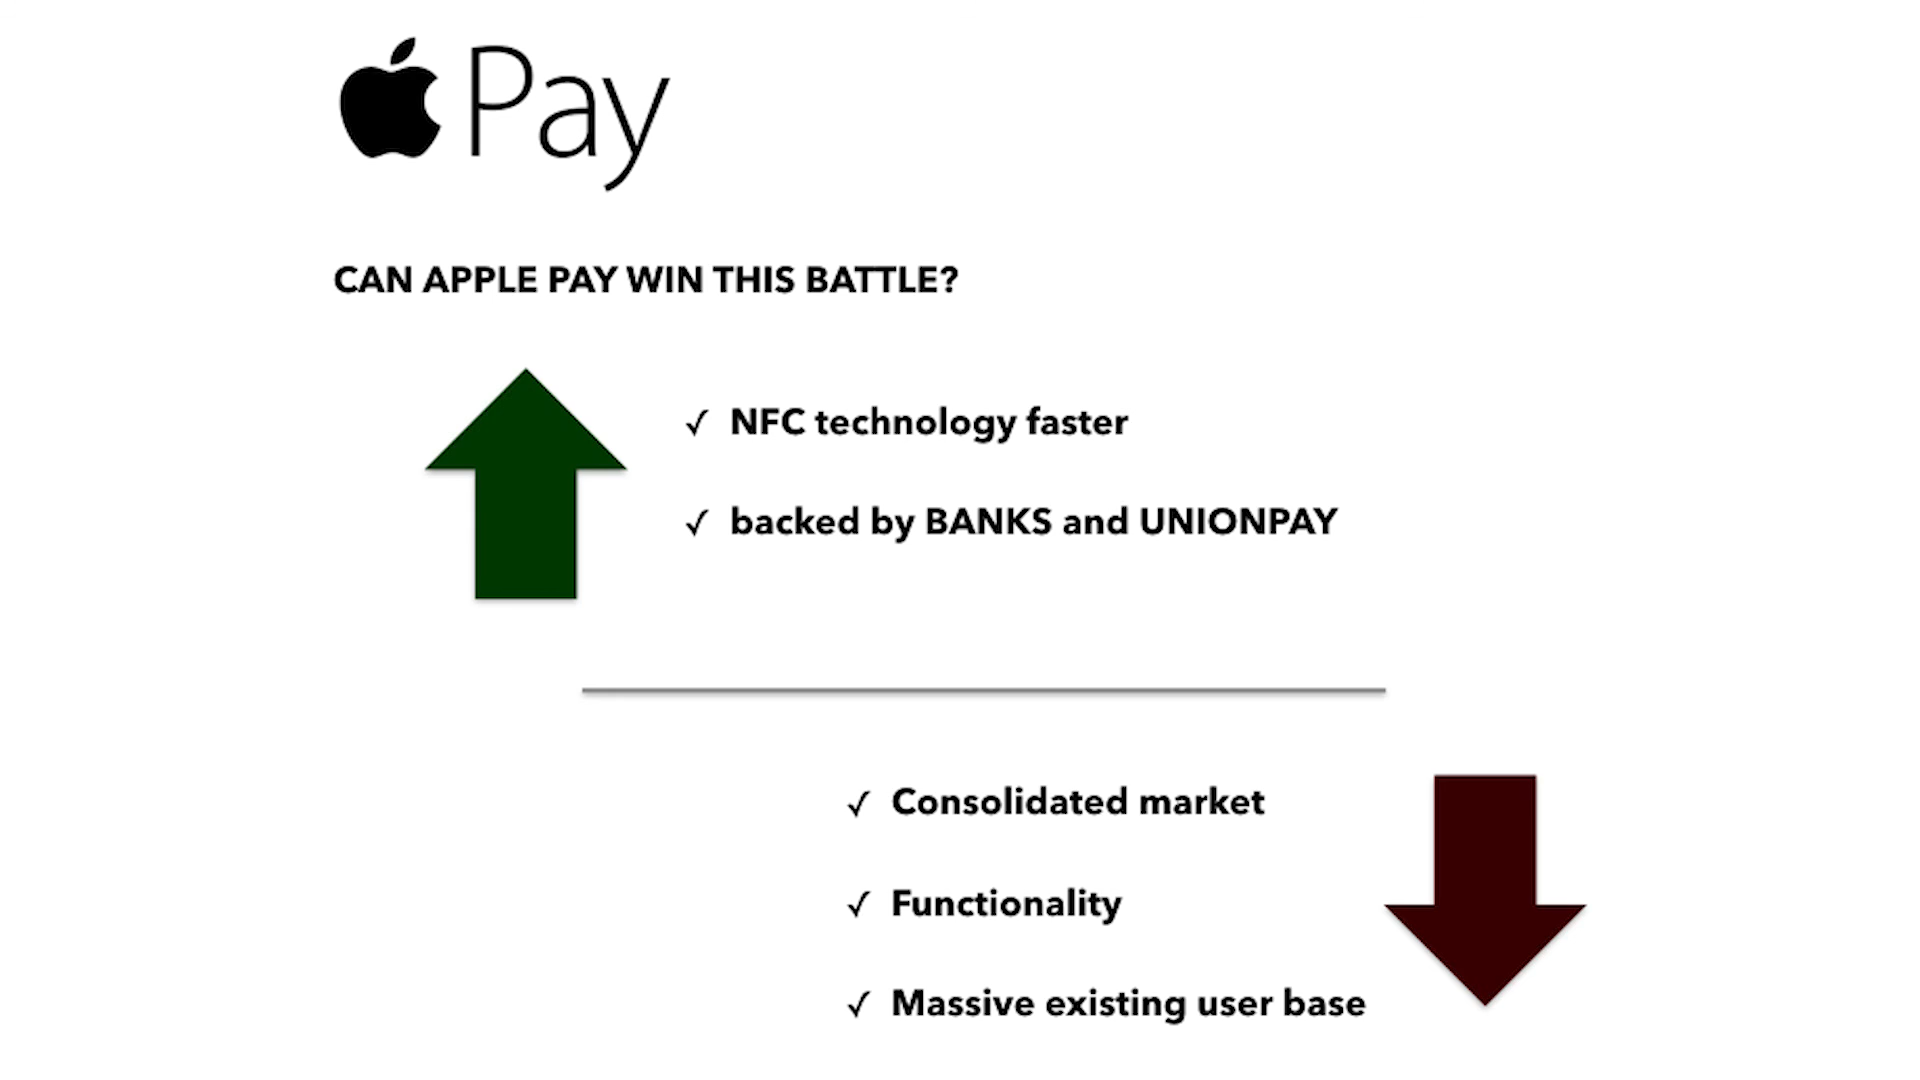 Pay
CAN APPLE PAY WIN THIS BATTLE?
✓ NFC technology faster
✓ backed by BANKS and UNIONPAY
✓ Consolidated market
✓ Functionality
✓ Massive existing user base